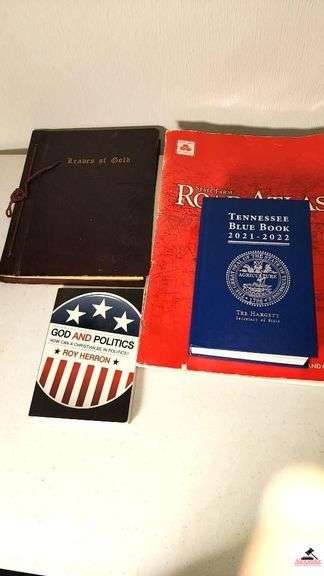 Leaves of Gold
State Farm
ROAD ATLAS
TENNESSEE
BLUE BOOK
2021-2022
AGRICULTURE
TRE HARGETT
Secretary of State
GOD AND POLITICS
HOW CAN A CHRISTIAN BE IN POLITICS?
ROY HERRON